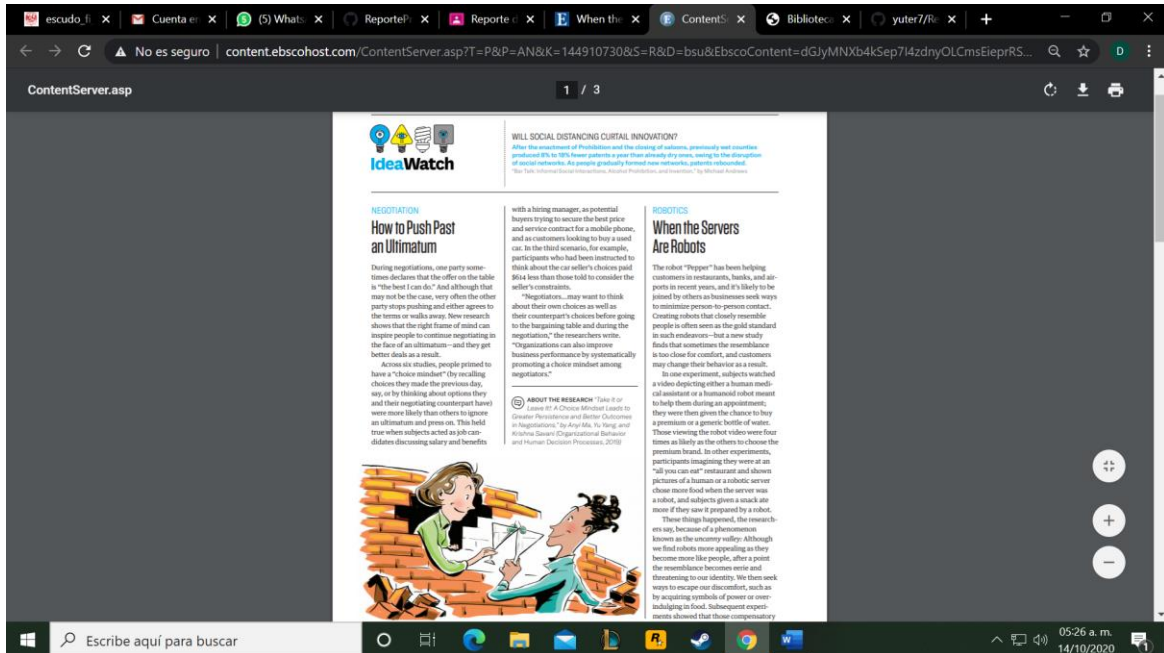 escudo_fi
Cuenta en
(5) Whats
ReportePr
Reporte d
When the
ContentSe
Biblioteca
yuter7/Re
No es seguro | content.ebscohost.com/ContentServer.asp?T=P&P=AN&K=144910730&S=R&D=bsu&EbscoContent=dGJyMNXb4kSep7I4zdnyOLCmsEieprRS...
D
ContentServer.asp
1 / 3
IdeaWatch
WILL SOCIAL DISTANCING CURTAIL INNOVATION?
After the enactment of Prohibition and the closing of saloons, previously wet counties
produced 8% to 18% fewer patents a year than already dry ones, owing to the disruption
of social networks. As people gradually formed new networks, patents rebounded.
"Bar Talk: Informal Social Interactions, Alcohol Prohibition, and Invention," by Michael Andrews
NEGOTIATION
How to Push Past
an Ultimatum
During negotiations, one party some-
times declares that the offer on the table
is "the best I can do." And although that
may not be the case, very often the other
party stops pushing and either agrees to
the terms or walks away. New research
shows that the right frame of mind can
inspire people to continue negotiating in
the face of an ultimatum—and they get
better deals as a result.
Across six studies, people primed to
have a "choice mindset" (by recalling
choices they made the previous day,
say, or by thinking about options they
and their negotiating counterpart have)
were more likely than others to ignore
an ultimatum and press on. This held
true when subjects acted as job can-
didates discussing salary and benefits
with a hiring manager, as potential
buyers trying to secure the best price
and service contract for a mobile phone,
and as customers looking to buy a used
car. In the third scenario, for example,
participants who had been instructed to
think about the car seller's choices paid
$614 less than those told to consider the
seller's constraints.
"Negotiators...may want to think
about their own choices as well as
their counterpart's choices before going
to the bargaining table and during the
negotiation," the researchers write.
"Organizations can also improve
business performance by systematically
promoting a choice mindset among
negotiators."
ABOUT THE RESEARCH "Take It or
Leave It!: A Choice Mindset Leads to
Greater Persistence and Better Outcomes
in Negotiations," by Anyi Ma, Yu Yang, and
Krishna Savani (Organizational Behavior
and Human Decision Processes, 2019)
ROBOTICS
When the Servers
Are Robots
The robot "Pepper" has been helping
customers in restaurants, banks, and air-
ports in recent years, and it's likely to be
joined by others as businesses seek ways
to minimize person-to-person contact.
Creating robots that closely resemble
people is often seen as the gold standard
in such endeavors—but a new study
finds that sometimes the resemblance
is too close for comfort, and customers
may change their behavior as a result.
In one experiment, subjects watched
a video depicting either a human medi-
cal assistant or a humanoid robot meant
to help them during an appointment;
they were then given the chance to buy
a premium or a generic bottle of water.
Those viewing the robot video were four
times as likely as the others to choose the
premium brand. In other experiments,
participants imagining they were at an
"all you can eat" restaurant and shown
pictures of a human or a robotic server
chose more food when the server was
a robot, and subjects given a snack ate
more if they saw it prepared by a robot.
These things happened, the research-
ers say, because of a phenomenon
known as the uncanny valley: Although
we find robots more appealing as they
become more like people, after a point
the resemblance becomes eerie and
threatening to our identity. We then seek
ways to escape our discomfort, such as
by acquiring symbols of power or over-
indulging in food. Subsequent experi-
ments showed that those compensatory
Escribe aquí para buscar
05:26 a. m.
14/10/2020